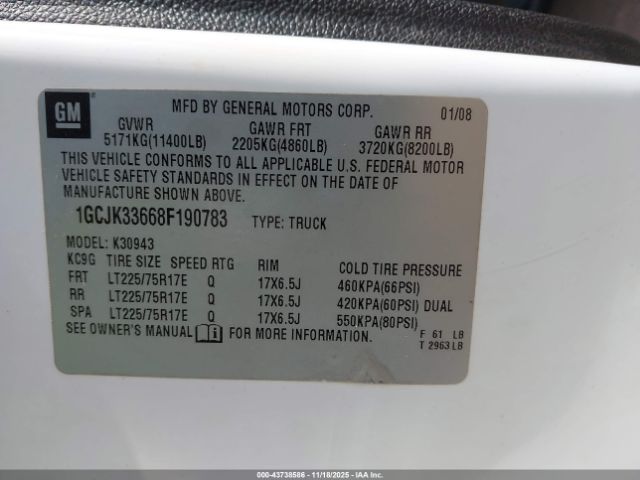 GM
MFD BY GENERAL MOTORS CORP. 01/08
GVWR GAWR FRT GAWR RR
5171KG(11400LB) 2205KG(4860LB) 3720KG(8200LB)
THIS VEHICLE CONFORMS TO ALL APPLICABLE U.S. FEDERAL MOTOR
VEHICLE SAFETY STANDARDS IN EFFECT ON THE DATE OF
MANUFACTURE SHOWN ABOVE.
1GCJK33668F190783 TYPE: TRUCK
MODEL: K30943
KC9G TIRE SIZE SPEED RTG RIM COLD TIRE PRESSURE
FRT LT225/75R17E Q 17X6.5J 460KPA(66PSI)
RR LT225/75R17E Q 17X6.5J 420KPA(60PSI) DUAL
SPA LT225/75R17E Q 17X6.5J 550KPA(80PSI)
SEE OWNER'S MANUAL FOR MORE INFORMATION.
F 61 LB
T 2963 LB
000-43738586 - 11/18/2025 - IAA, Inc.